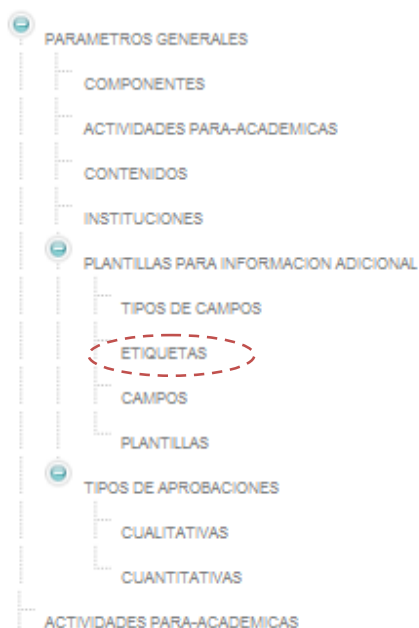 PARAMETROS GENERALES
COMPONENTES
ACTIVIDADES PARA-ACADEMICAS
CONTENIDOS
INSTITUCIONES
PLANTILLAS PARA INFORMACION ADICIONAL
TIPOS DE CAMPOS
ETIQUETAS
CAMPOS
PLANTILLAS
TIPOS DE APROBACIONES
CUALITATIVAS
CUANTITATIVAS
ACTIVIDADES PARA-ACADEMICAS